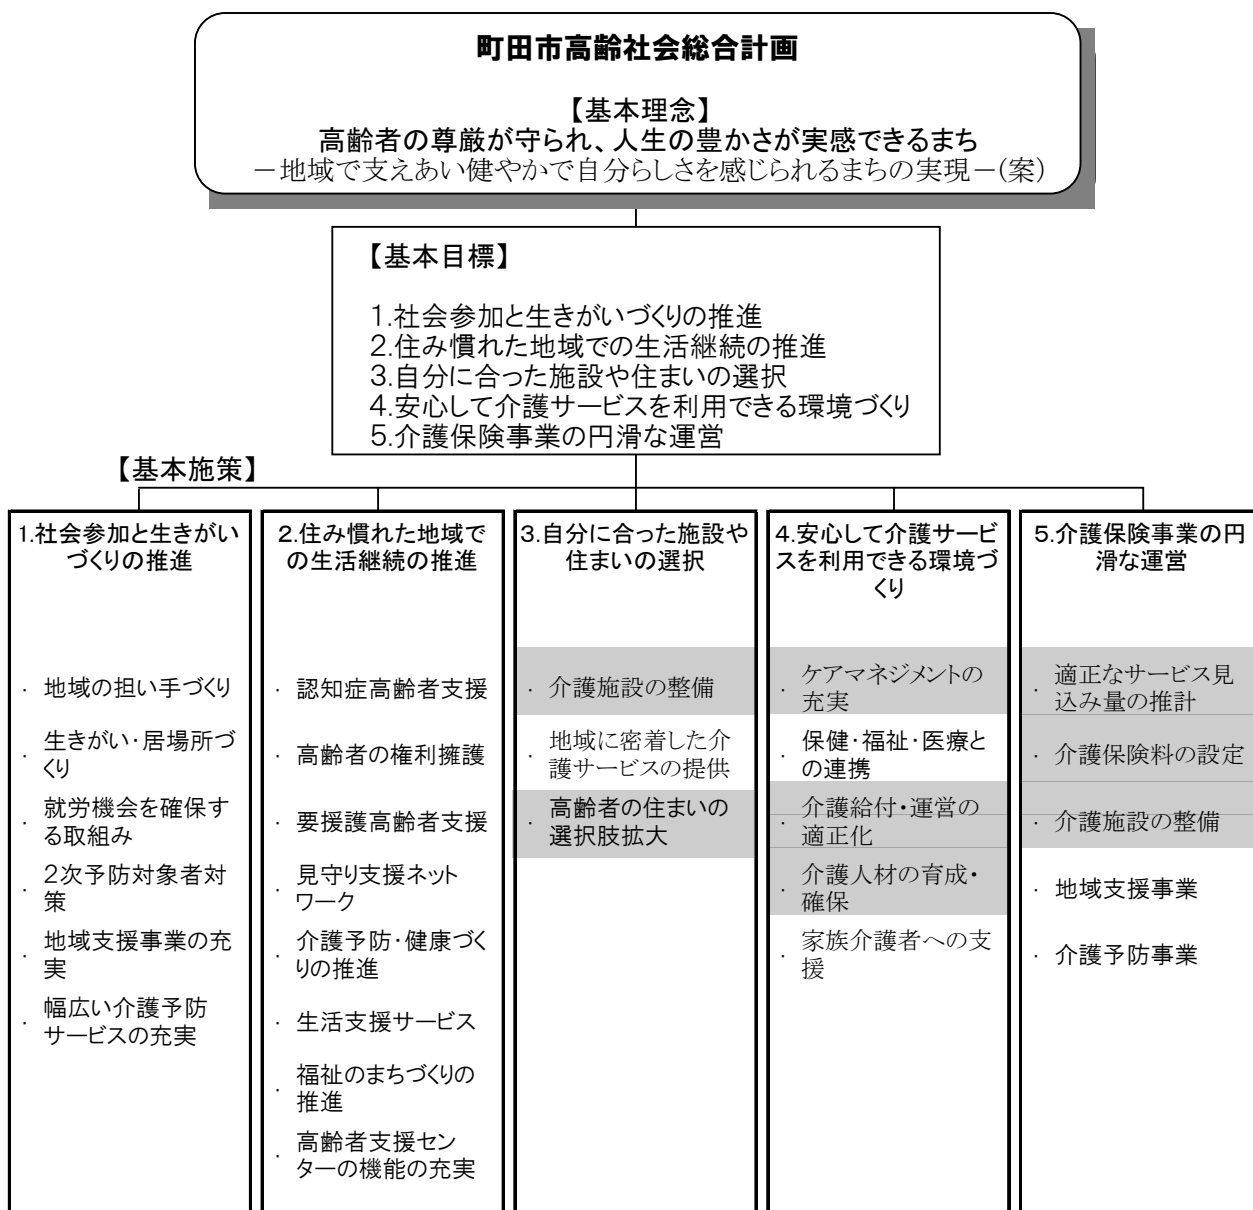 町田市高齢社会総合計画
【基本理念】
高齢者の尊厳が守られ、人生の豊かさが実感できるまち
－地域で支えあい健やかで自分らしさを感じられるまちの実現－(案)
【基本目標】
1.社会参加と生きがいづくりの推進
2.住み慣れた地域での生活継続の推進
3.自分に合った施設や住まいの選択
4.安心して介護サービスを利用できる環境づくり
5.介護保険事業の円滑な運営
【基本施策】
1.社会参加と生きがい
づくりの推進
・ 地域の担い手づくり
・ 生きがい・居場所づ
くり
・ 就労機会を確保す
る取組み
・ 2次予防対象者対
策
・ 地域支援事業の充
実
・ 幅広い介護予防
サービスの充実
2.住み慣れた地域で
の生活継続の推進
・ 認知症高齢者支援
・ 高齢者の権利擁護
・ 要援護高齢者支援
・ 見守り支援ネット
ワーク
・ 介護予防・健康づく
りの推進
・ 生活支援サービス
・ 福祉のまちづくりの
推進
・ 高齢者支援セン
ターの機能の充実
3.自分に合った施設や
住まいの選択
・ 介護施設の整備
・ 地域に密着した介
護サービスの提供
・ 高齢者の住まいの
選択肢拡大
4.安心して介護サービ
スを利用できる環境づ
くり
・ ケアマネジメントの
充実
・ 保健・福祉・医療と
の連携
・ 介護給付・運営の
適正化
・ 介護人材の育成・
確保
・ 家族介護者への支
援
5.介護保険事業の円
滑な運営
・ 適正なサービス見
込み量の推計
・ 介護保険料の設定
・ 介護施設の整備
・ 地域支援事業
・ 介護予防事業